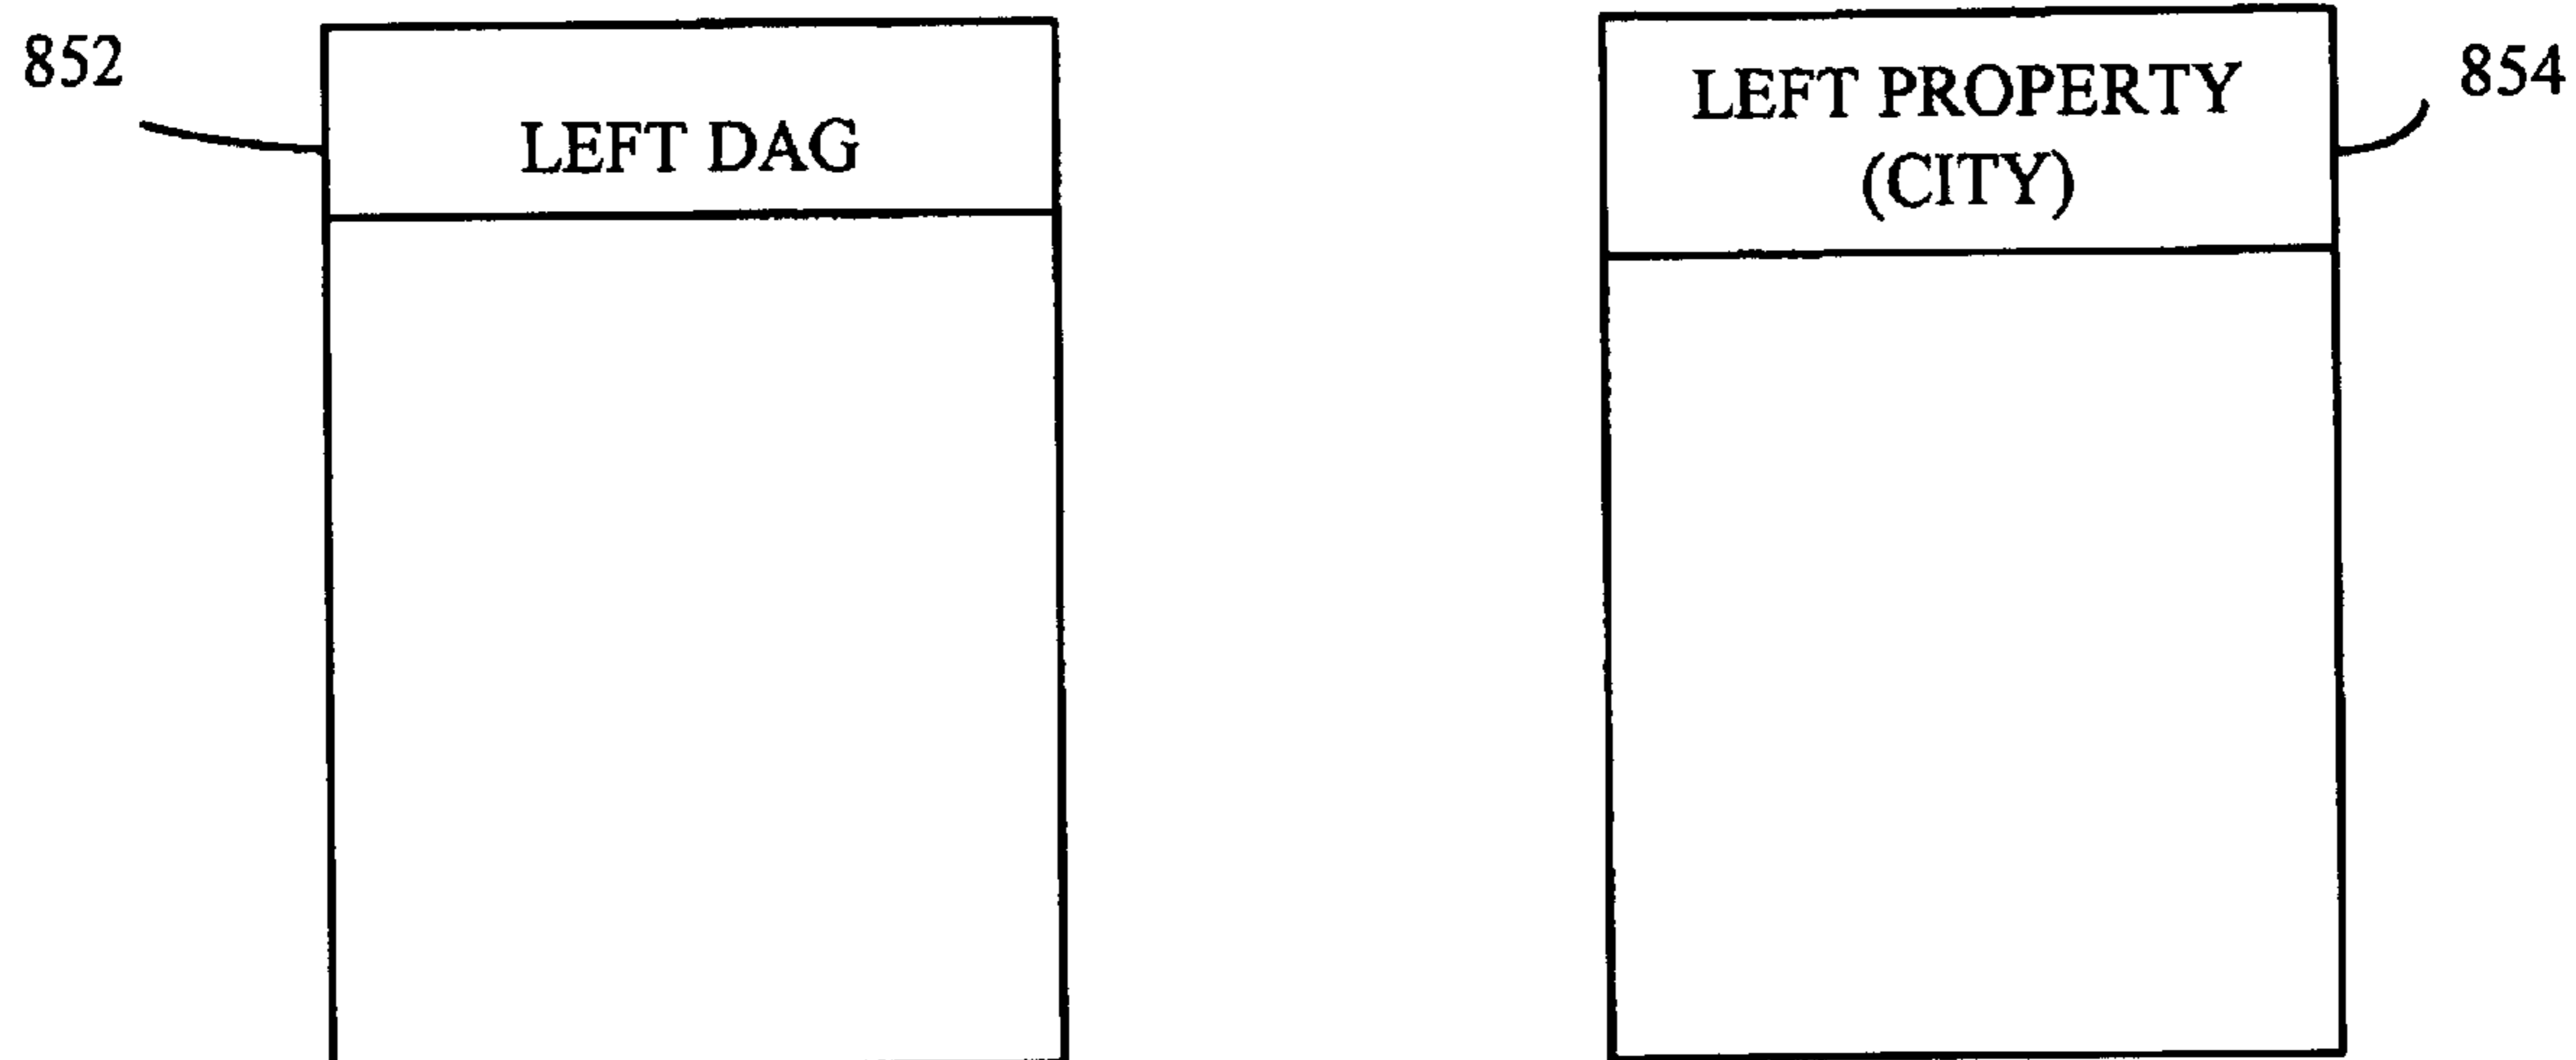 852
LEFT DAG
LEFT PROPERTY
(CITY)
854